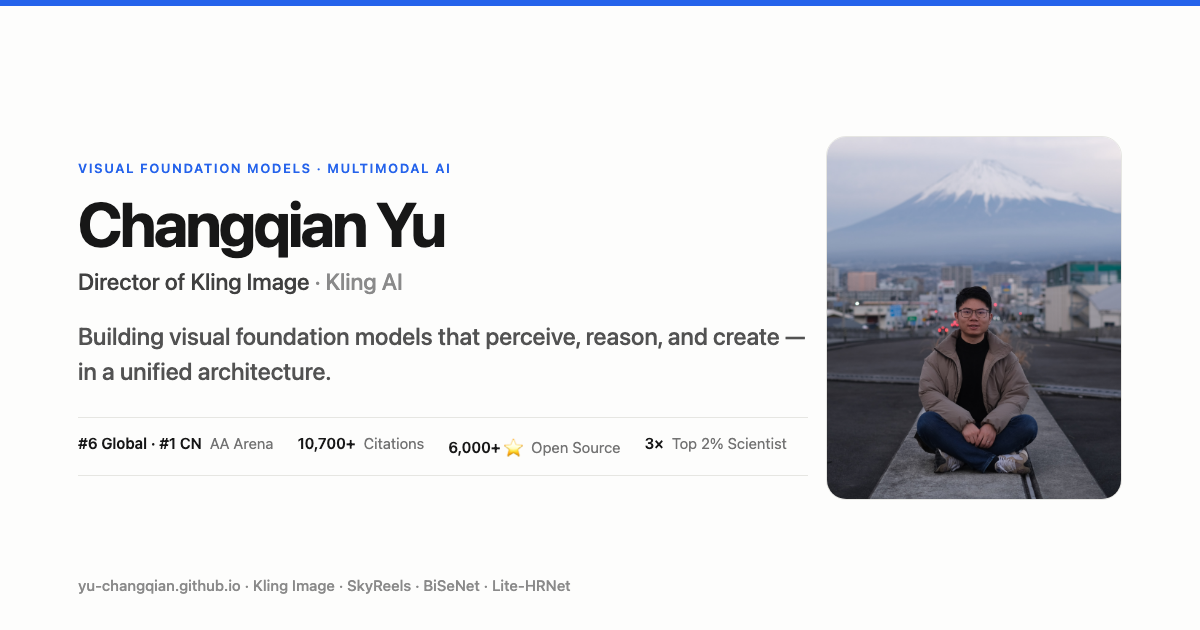 VISUAL FOUNDATION MODELS · MULTIMODAL AI
Changqian Yu
Director of Kling Image · Kling AI
Building visual foundation models that perceive, reason, and create —
in a unified architecture.
#6 Global · #1 CN AA Arena 10,700+ Citations 6,000+⭐ Open Source 3× Top 2% Scientist
yu-changqian.github.io · Kling Image · SkyReels · BiSeNet · Lite-HRNet